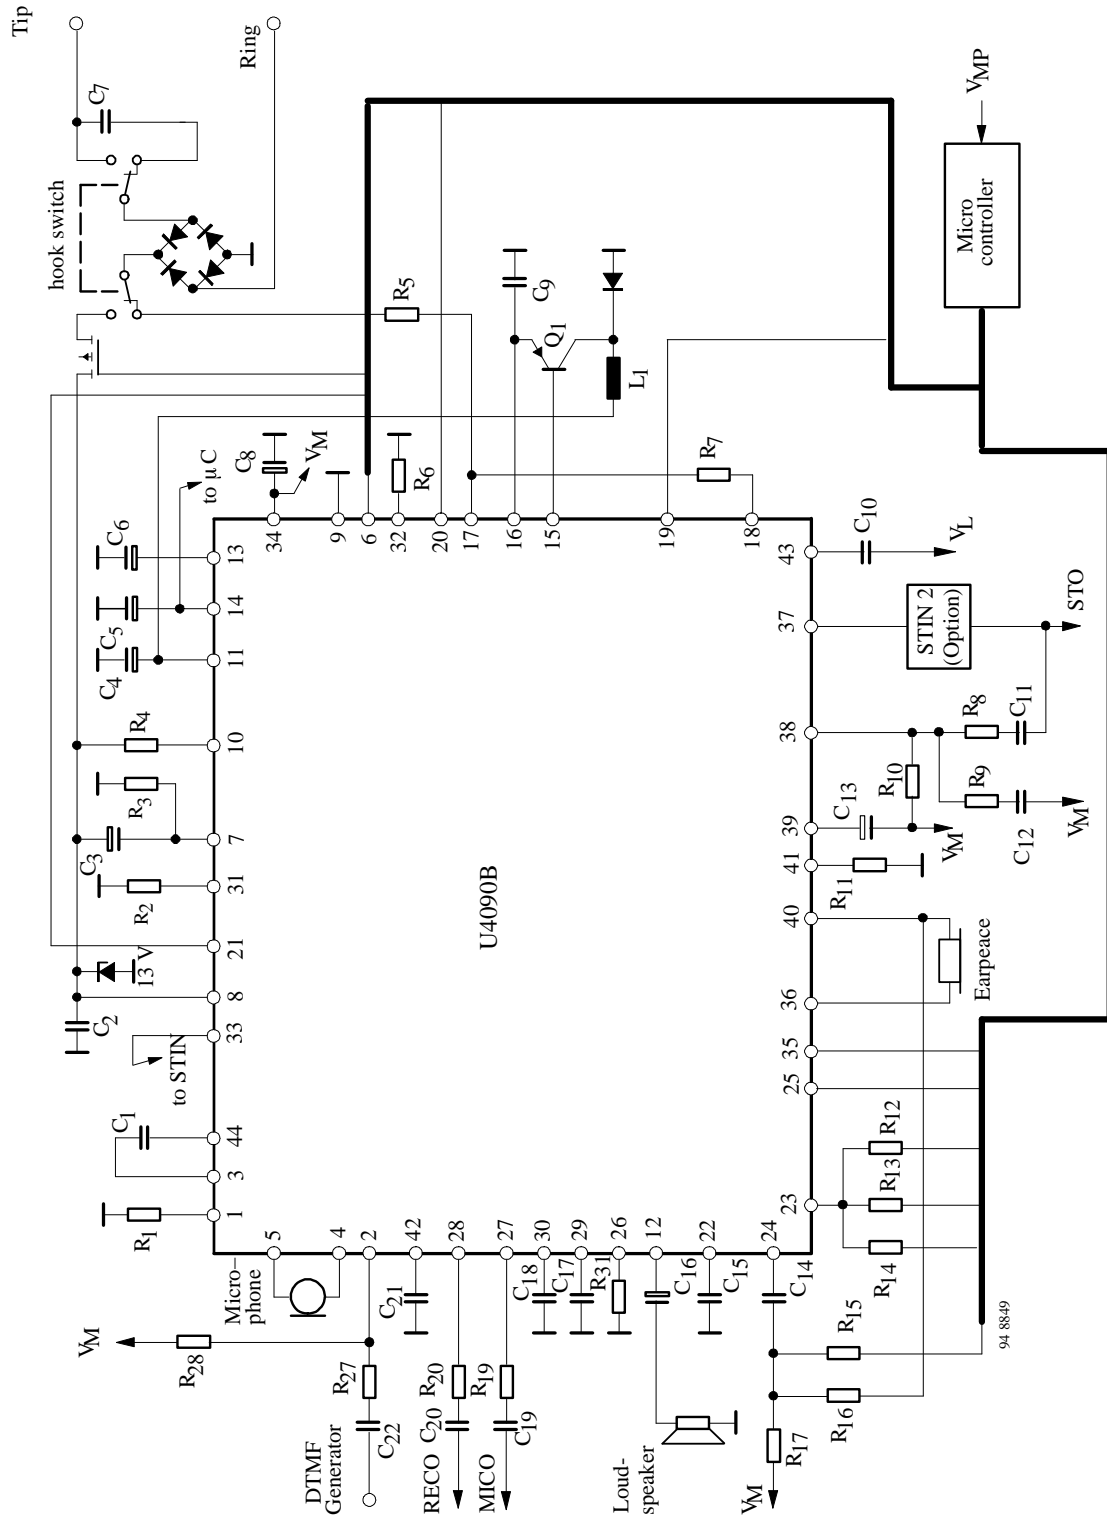 Tip
Ring
C7
hook switch
R5
C9
Q1
L1
VMP
Micro
controller
to µ C
C8
VM
R6
R7
C6
C5
C4
R4
R3
C3
R2
13 V
C2
to STIN
C1
R1
34
9
6
32
20
17
16
15
19
18
13
14
11
10
7
31
21
8
33
44
3
1
U4090B
43
37
38
39
41
40
36
35
25
23
5
4
2
42
28
27
30
29
26
12
22
24
C10
VL
STIN 2
(Option)
STO
R8
C11
R9
C12
VM
R10
C13
VM
R11
Earpeace
R12
R13
R14
Micro–
phone
VM
R28
R27
C22
DTMF
Generator
C21
R20
C20
RECO
R19
C19
MICO
C18
C17
R31
C16
C15
C14
Loud-
speaker
R15
R16
R17
VM
94 8849